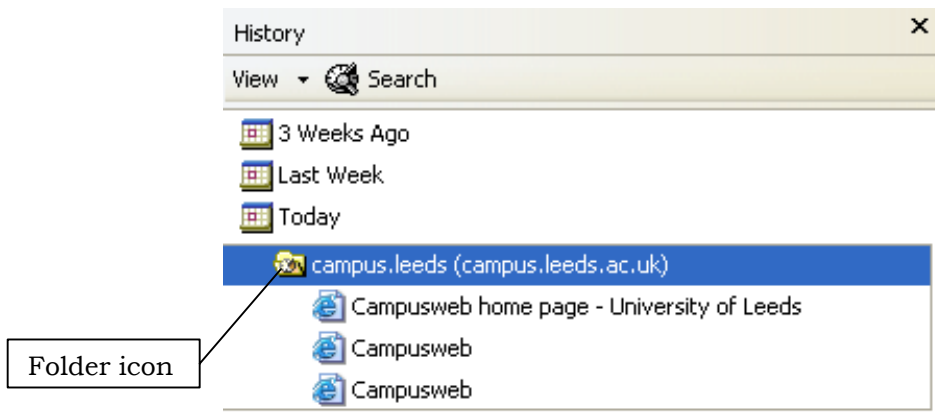 History
View Search
3 Weeks Ago
Last Week
Today
campus.leeds (campus.leeds.ac.uk)
Campusweb home page - University of Leeds
Campusweb
Folder icon
Campusweb